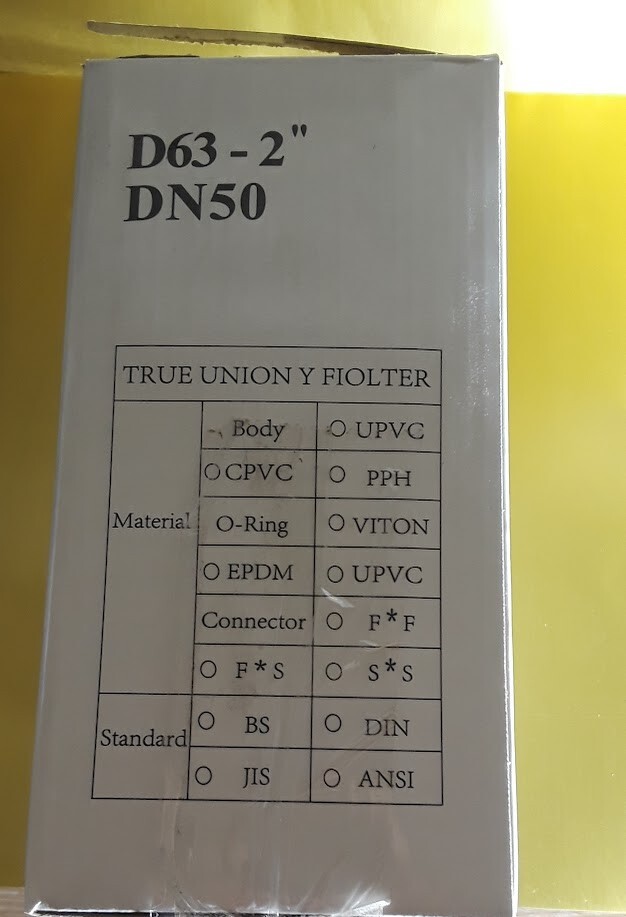 D63 - 2"
DN50
TRUE UNION Y FIOLTER
Body UPVC
CPVC PPH
Material O-Ring VITON
EPDM UPVC
Connector F*F
F*S S*S
BS DIN
Standard
JIS ANSI